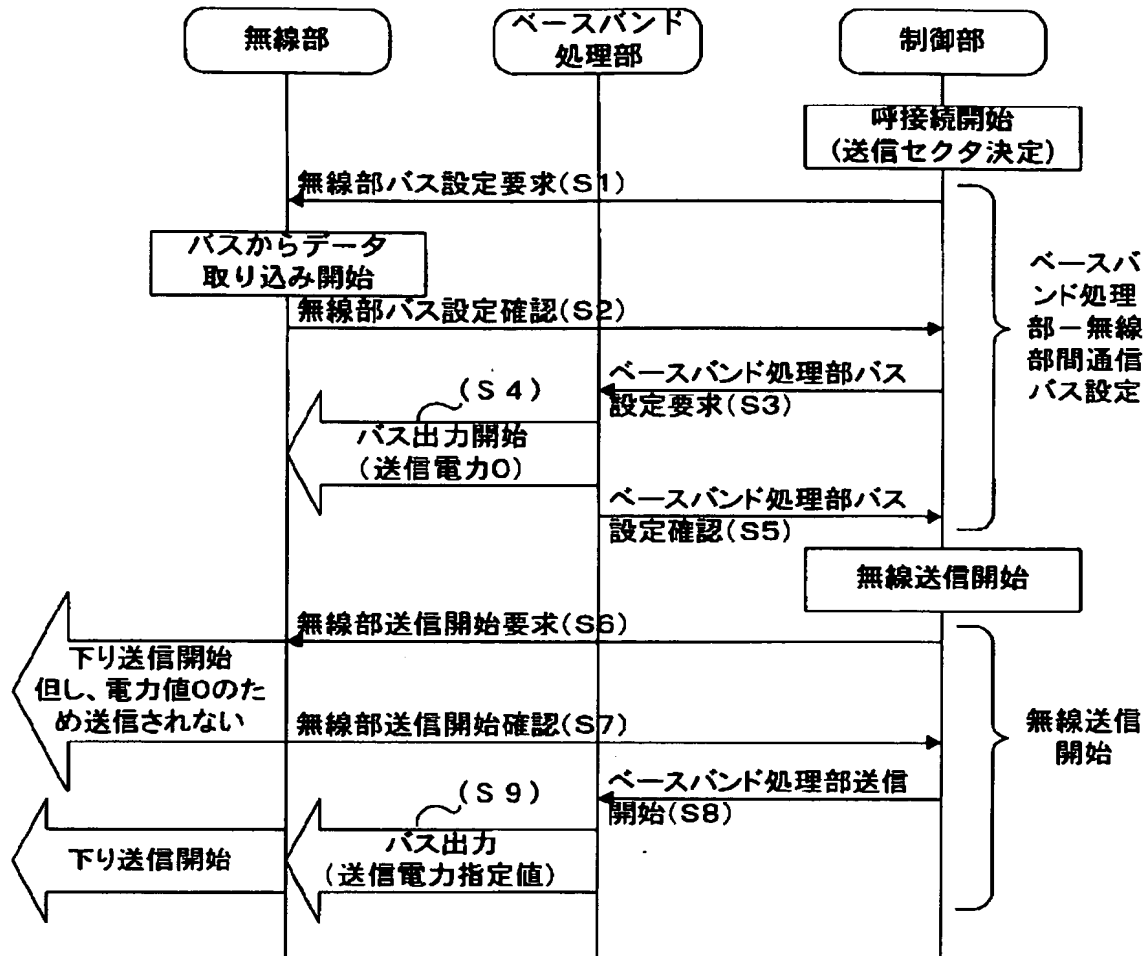 無線部
ベースバンド
処理部
制御部
呼接続開始
(送信セクタ決定)
無線部バス設定要求(S1)
バスからデータ
取り込み開始
無線部バス設定確認(S2)
ベースバンド処理部バス
設定要求(S3)
(S4)
バス出力開始
(送信電力0)
ベースバンド処理部バス
設定確認(S5)
ベースバ
ンド処理
部－無線
部間通信
バス設定
無線送信開始
無線部送信開始要求(S6)
下り送信開始
但し、電力値0のた
め送信されない
無線部送信開始確認(S7)
ベースバンド処理部送信
開始(S8)
無線送信
開始
(S9)
バス出力
(送信電力指定値)
下り送信開始